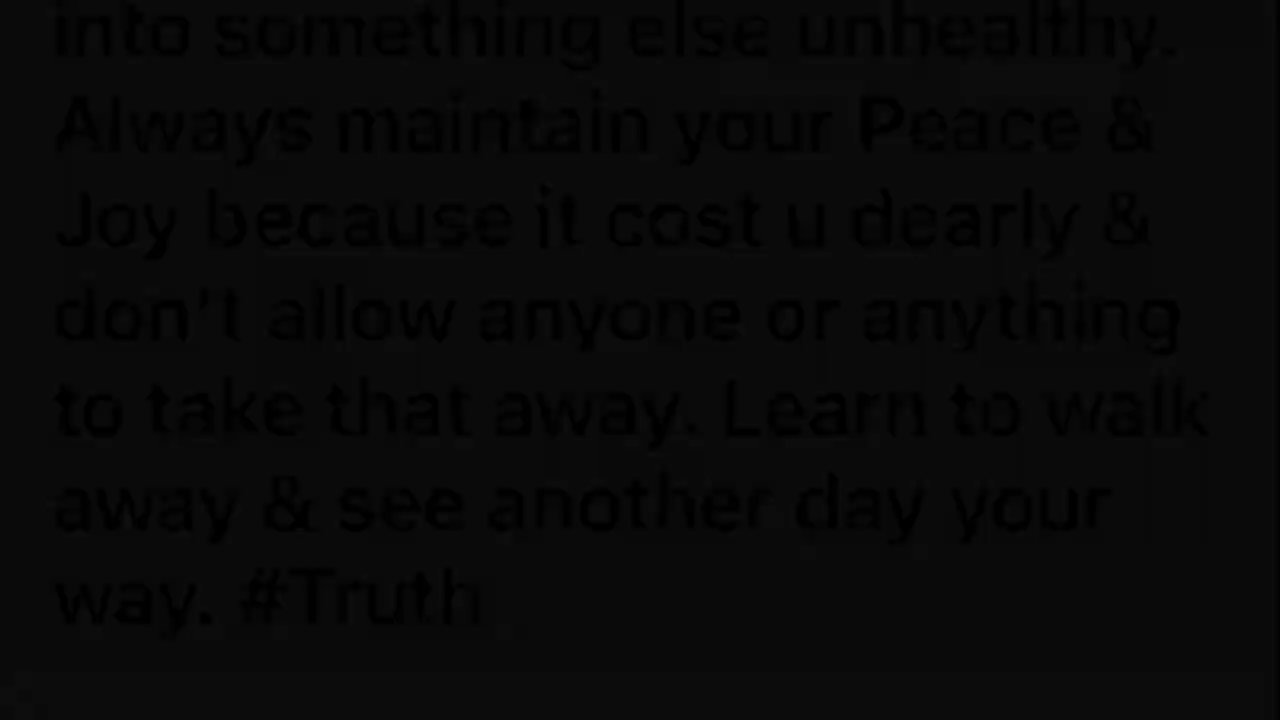 into something else unhealthy.
Always maintain your Peace &
Joy because it cost u dearly &
don't allow anyone or anything
to take that away. Learn to walk
away & see another day your
way. #Truth